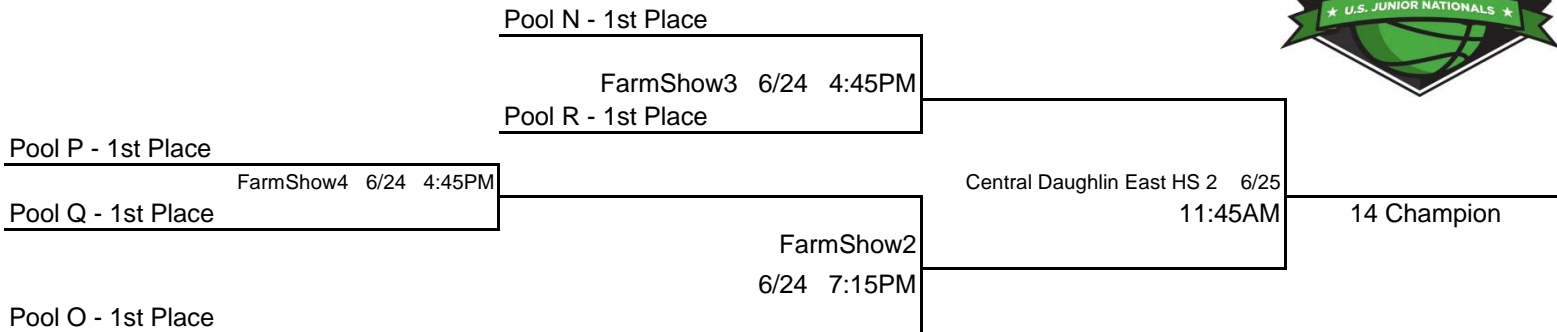 ★ U.S. JUNIOR NATIONALS ★
Pool N - 1st Place
FarmShow3 6/24 4:45PM
Pool R - 1st Place
Pool P - 1st Place
FarmShow4 6/24 4:45PM
Central Daughlin East HS 2 6/25
Pool Q - 1st Place
11:45AM
14 Champion
FarmShow2
6/24 7:15PM
Pool O - 1st Place